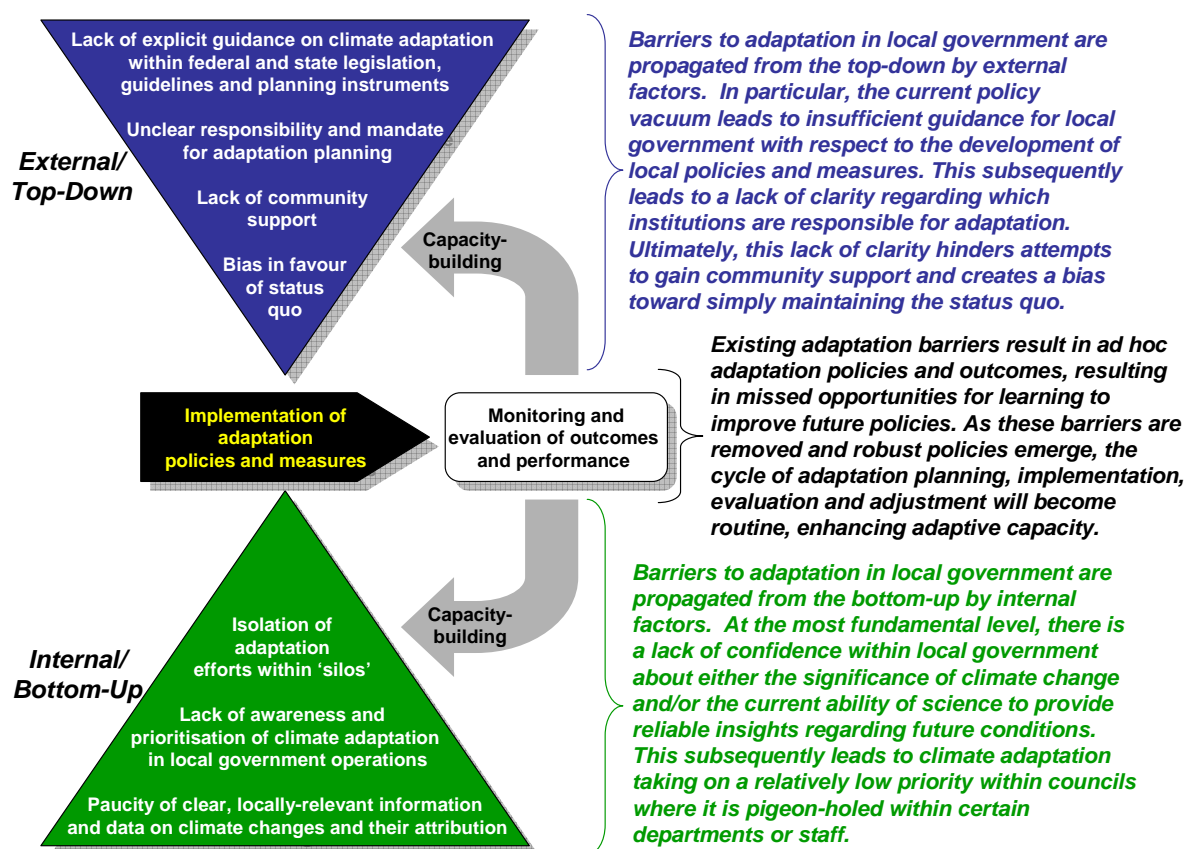 Lack of explicit guidance on climate adaptation
within federal and state legislation,
guidelines and planning instruments
Unclear responsibility and mandate
for adaptation planning
Lack of community
support
Bias in favour
of status
quo
External/
Top-Down
Capacity-
building
Barriers to adaptation in local government are
propagated from the top-down by external
factors.  In particular, the current policy
vacuum leads to insufficient guidance for local
government with respect to the development of
local policies and measures. This subsequently
leads to a lack of clarity regarding which
institutions are responsible for adaptation.
Ultimately, this lack of clarity hinders attempts
to gain community support and creates a bias
toward simply maintaining the status quo.
Implementation of
adaptation
policies and measures
Monitoring and
evaluation of outcomes
and performance
Existing adaptation barriers result in ad hoc
adaptation policies and outcomes, resulting
in missed opportunities for learning to
improve future policies. As these barriers are
removed and robust policies emerge, the
cycle of adaptation planning, implementation,
evaluation and adjustment will become
routine, enhancing adaptive capacity.
Internal/
Bottom-Up
Isolation of
adaptation
efforts within ‘silos’
Lack of awareness and
prioritisation of climate adaptation
in local government operations
Paucity of clear, locally-relevant information
and data on climate changes and their attribution
Capacity-
building
Barriers to adaptation in local government are
propagated from the bottom-up by internal
factors.  At the most fundamental level, there is
a lack of confidence within local government
about either the significance of climate change
and/or the current ability of science to provide
reliable insights regarding future conditions.
This subsequently leads to climate adaptation
taking on a relatively low priority within councils
where it is pigeon-holed within certain
departments or staff.